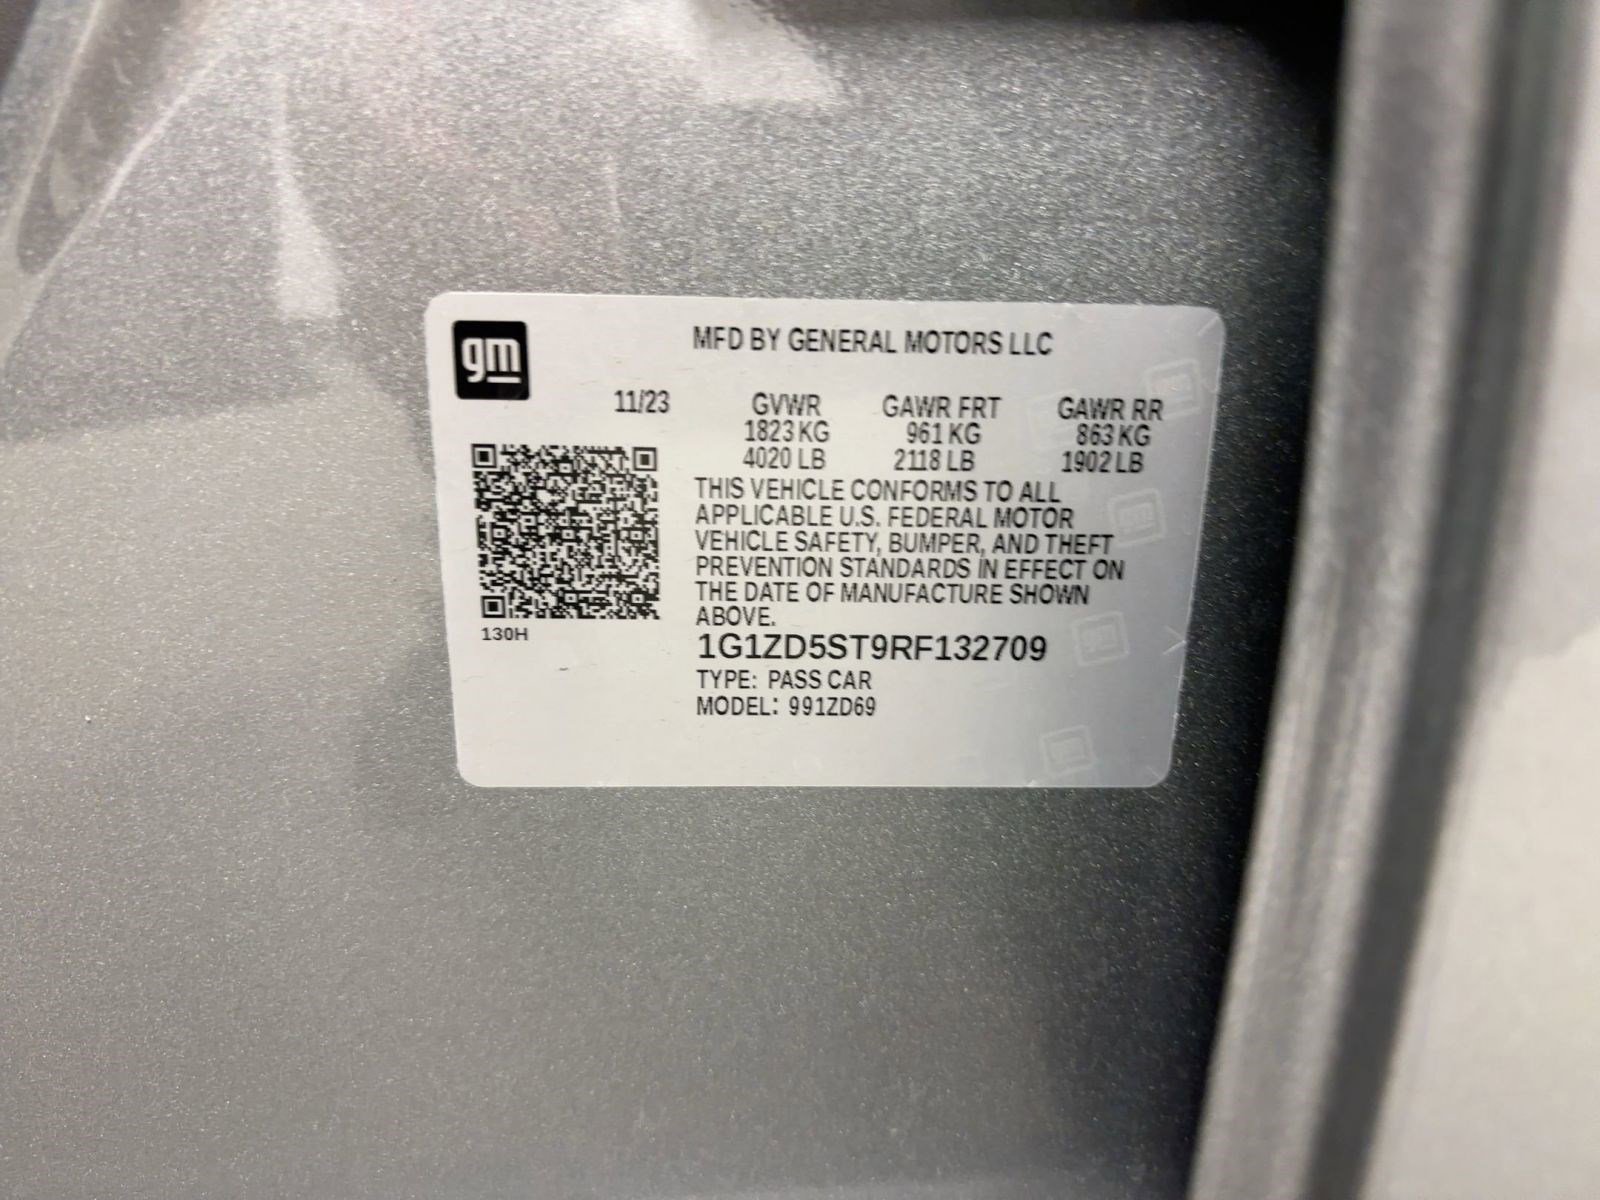 gm
MFD BY GENERAL MOTORS LLC
11/23
GVWR GAWR FRT GAWR RR
1823 KG 961 KG 863 KG
4020 LB 2118 LB 1902 LB
THIS VEHICLE CONFORMS TO ALL
APPLICABLE U.S. FEDERAL MOTOR
VEHICLE SAFETY, BUMPER, AND THEFT
PREVENTION STANDARDS IN EFFECT ON
THE DATE OF MANUFACTURE SHOWN
ABOVE.
130H
1G1ZD5ST9RF132709
TYPE: PASS CAR
MODEL: 991ZD69